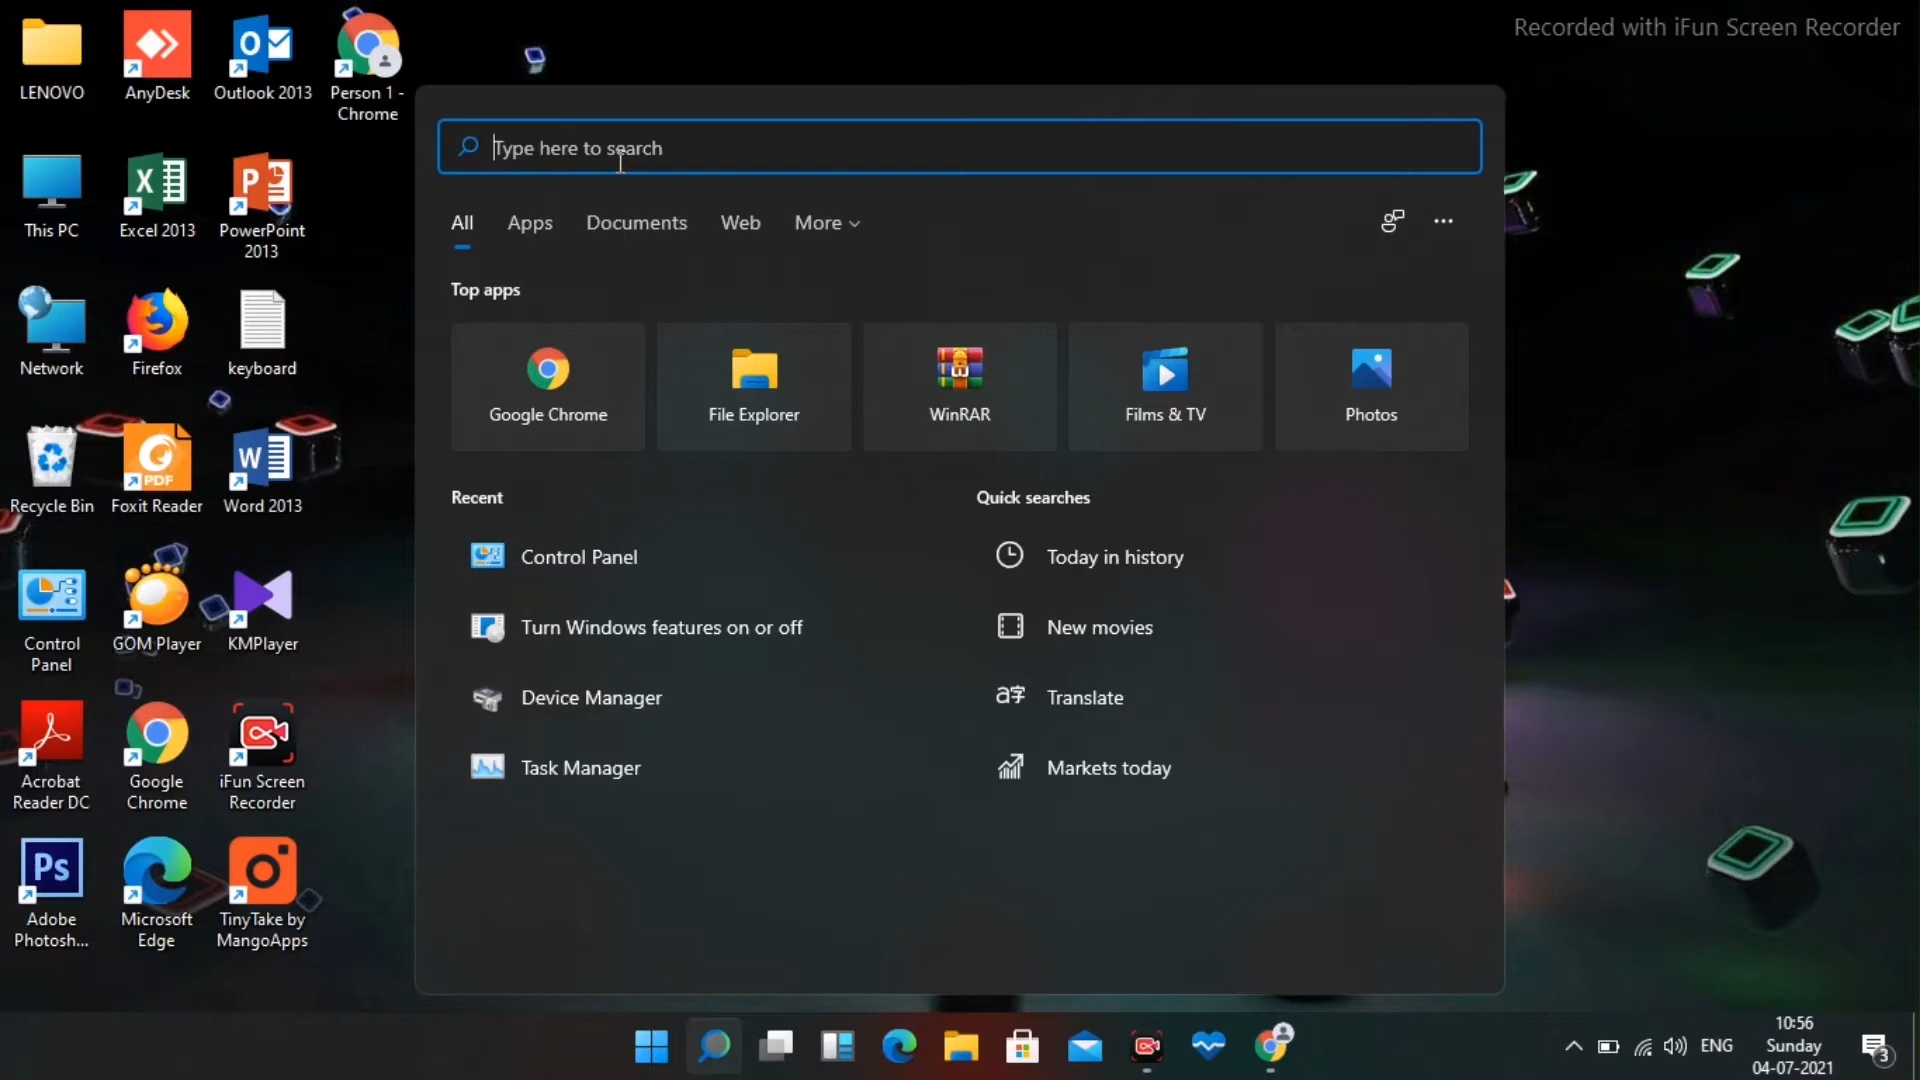 Recorded with iFun Screen Recorder
LENOVO
AnyDesk
Outlook 2013
Person 1 -
Chrome
This PC
Excel 2013
PowerPoint
2013
Network
Firefox
keyboard
Recycle Bin
PDF
Foxit Reader
Word 2013
Control
Panel
GOM Player
KMPlayer
Acrobat
Reader DC
Google
Chrome
iFun Screen
Recorder
Ps
Adobe
Photosh...
Microsoft
Edge
TinyTake by
MangoApps
Type here to search
All
Apps
Documents
Web
More
Top apps
Google Chrome
File Explorer
WinRAR
Films & TV
Photos
Recent
Control Panel
Turn Windows features on or off
Device Manager
Task Manager
Quick searches
Today in history
New movies
Translate
Markets today
ENG
10:56
Sunday
04-07-2021
3